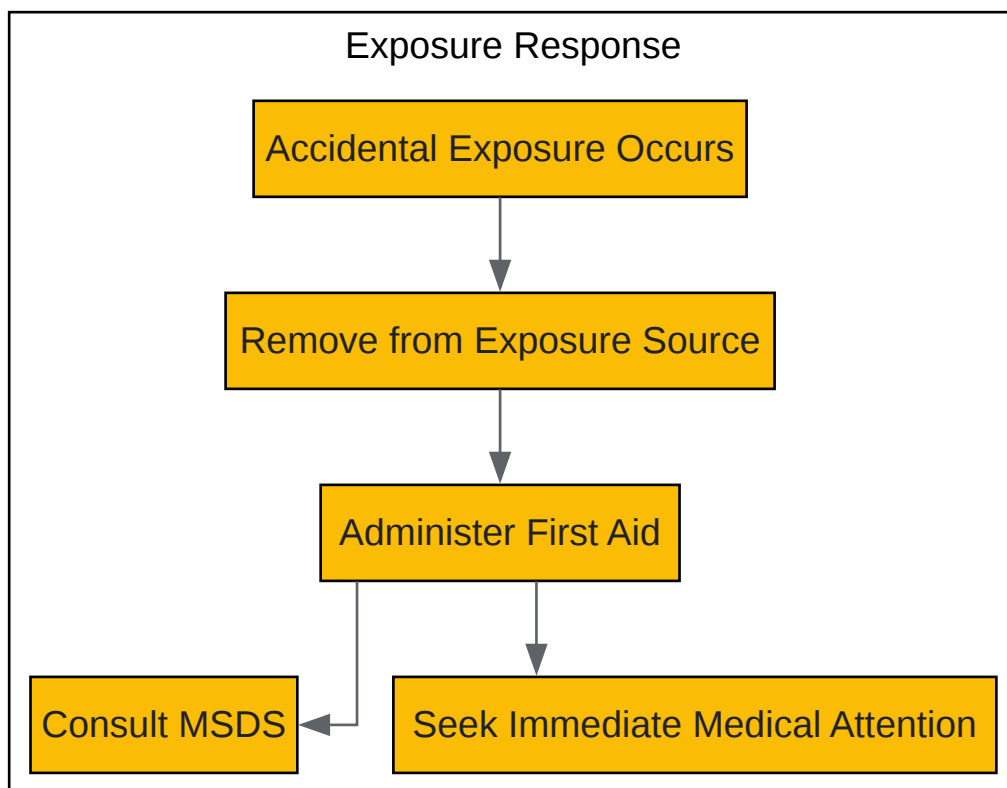 Exposure Response
Accidental Exposure Occurs
Remove from Exposure Source
Administer First Aid
Consult MSDS
Seek Immediate Medical Attention